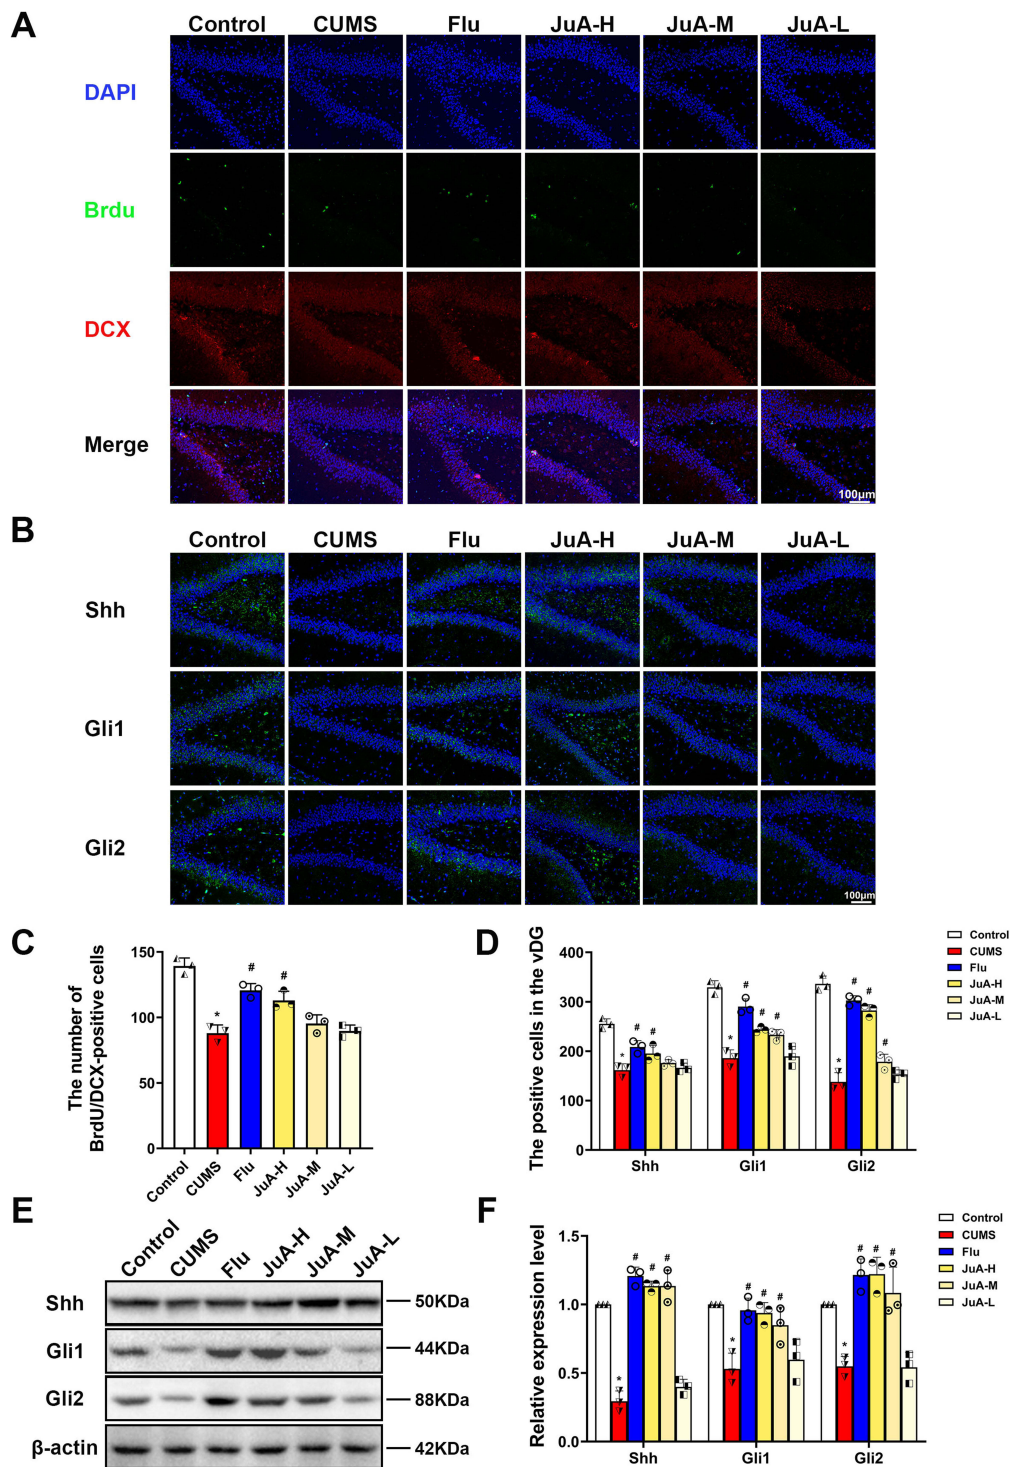 A
Control CUMS Flu JuA-H JuA-M JuA-L
DAPI
Brdu
DCX
Merge
100μm
B
Control CUMS Flu JuA-H JuA-M JuA-L
Shh
Gli1
Gli2
100μm
C
The number of
BrdU/DCX-positive cells
150
100
50
0
*
#
#
Control CUMS Flu JuA-H JuA-M JuA-L
D
The positive cells in the vDG
400
300
200
100
0
* # # * # # # * # # #
Shh Gli1 Gli2
Control
CUMS
Flu
JuA-H
JuA-M
JuA-L
E
Control CUMS Flu JuA-H JuA-M JuA-L
Shh 50KDa
Gli1 44KDa
Gli2 88KDa
β-actin 42KDa
F
Relative expression level
1.5
1.0
0.5
0.0
* # # # * # # # * # # #
Shh Gli1 Gli2
Control
CUMS
Flu
JuA-H
JuA-M
JuA-L